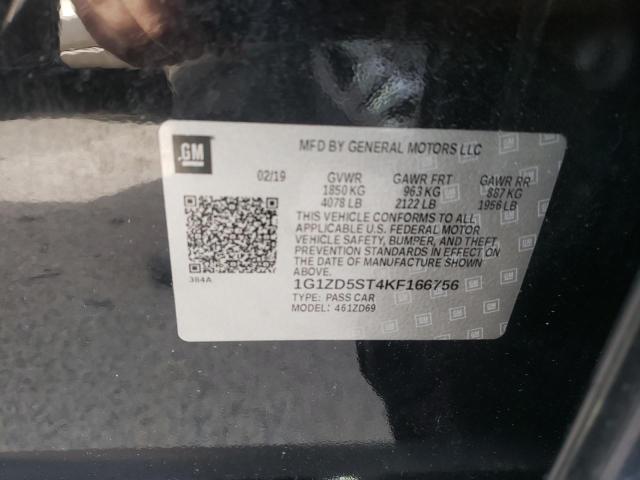 GM
MFD BY GENERAL MOTORS LLC
02/19 GVWR GAWR FRT GAWR RR
1850 KG 963 KG 887 KG
4078 LB 2122 LB 1956 LB
THIS VEHICLE CONFORMS TO ALL
APPLICABLE U.S. FEDERAL MOTOR
VEHICLE SAFETY, BUMPER, AND THEFT
PREVENTION STANDARDS IN EFFECT ON
THE DATE OF MANUFACTURE SHOWN
ABOVE.
384A
1G1ZD5ST4KF166756
TYPE: PASS CAR
MODEL: 461ZD69